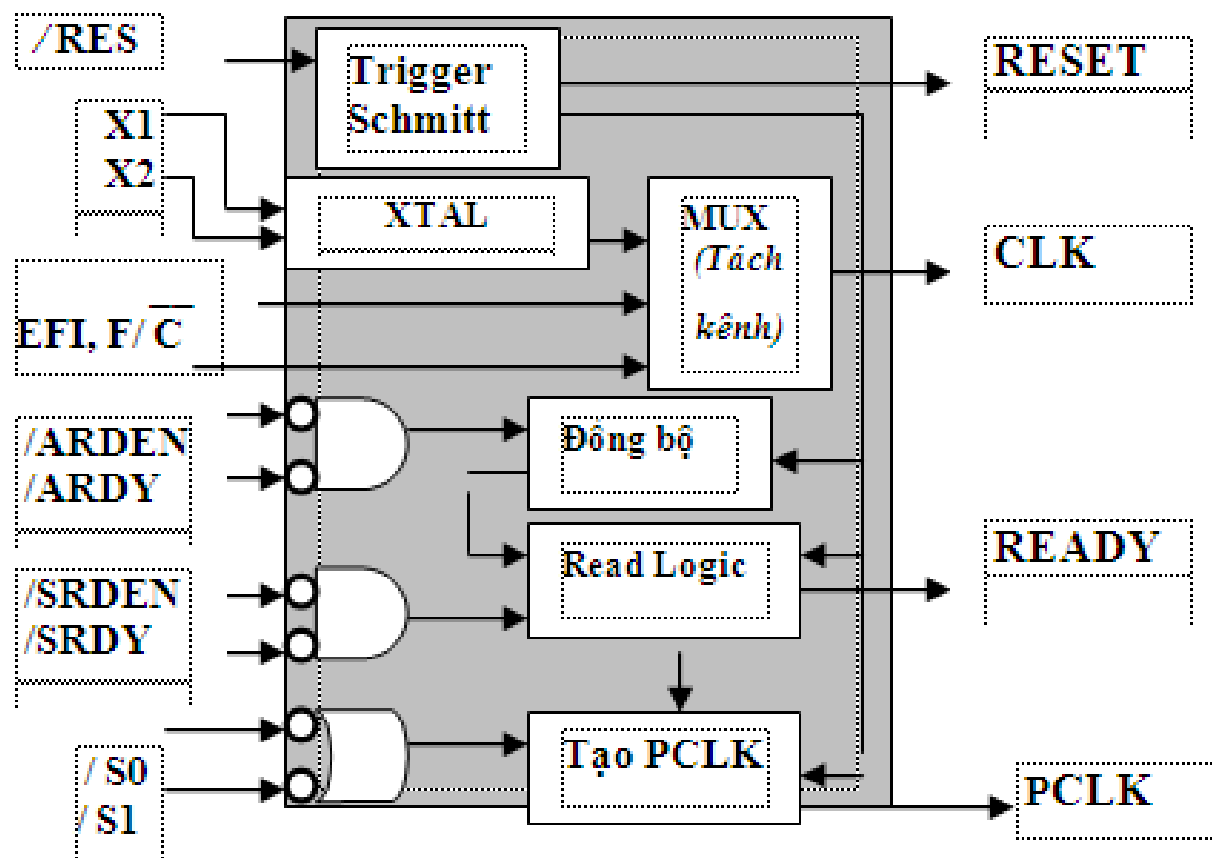 /RES
Trigger
Schmitt
RESET
X1
X2
XTAL
MUX
(Tách
kênh)
CLK
EFI, F/C̅
/ARDEN
/ARDY
Đông bộ
/SRDEN
/SRDY
Read Logic
READY
/ S0
/ S1
Tạo PCLK
PCLK